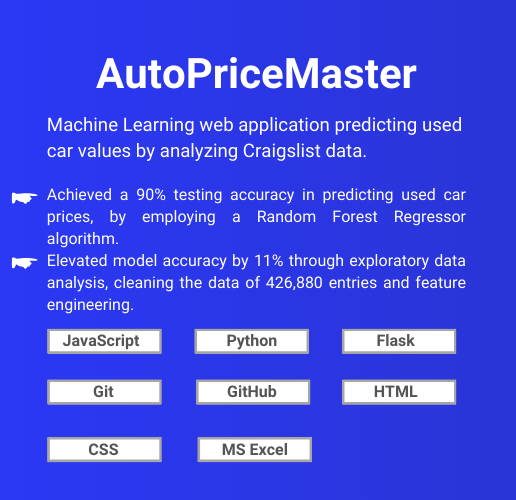 AutoPriceMaster
Machine Learning web application predicting used
car values by analyzing Craigslist data.
Achieved a 90% testing accuracy in predicting used car
prices, by employing a Random Forest Regressor
algorithm.
Elevated model accuracy by 11% through exploratory data
analysis, cleaning the data of 426,880 entries and feature
engineering.
JavaScript Python Flask
Git GitHub HTML
CSS MS Excel